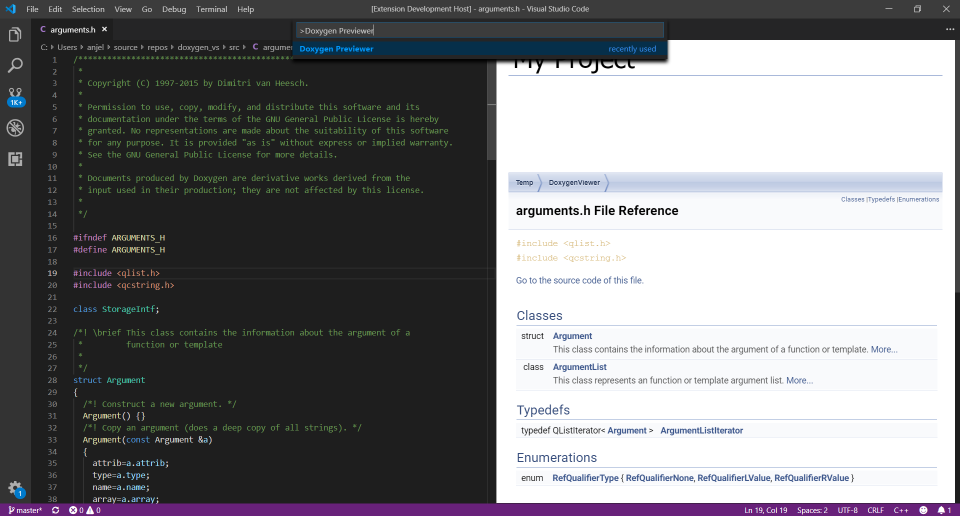 File Edit Selection View Go Debug Terminal Help
[Extension Development Host] - arguments.h - Visual Studio Code
C arguments.h ×
>Doxygen Previewer
Doxygen Previewer recently used
C: > Users > anjel > source > repos > doxygen_vs > src > C
1 /****************************************
2 *
3 * Copyright (C) 1997-2015 by Dimitri van Heesch.
4 *
5 * Permission to use, copy, modify, and distribute this software and its
6 * documentation under the terms of the GNU General Public License is hereby
7 * granted. No representations are made about the suitability of this software
8 * for any purpose. It is provided "as is" without express or implied warranty.
9 * See the GNU General Public License for more details.
10 *
11 * Documents produced by Doxygen are derivative works derived from the
12 * input used in their production; they are not affected by this license.
13 *
14 */
15
16 #ifndef ARGUMENTS_H
17 #define ARGUMENTS_H
18
19 #include <qlist.h>
20 #include <qcstring.h>
21
22 class StorageIntf;
23
24 /*! \brief This class contains the information about the argument of a
25 * function or template
26 *
27 */
28 struct Argument
29 {
30 /*! Construct a new argument. */
31 Argument() {}
32 /*! Copy an argument (does a deep copy of all strings). */
33 Argument(const Argument &a)
34 {
35 attrib=a.attrib;
36 type=a.type;
37 name=a.name;
38 array=a.array;
My Project
Temp DoxygenViewer
Classes |Typedefs |Enumerations
arguments.h File Reference
#include <qlist.h>
#include <qcstring.h>
Go to the source code of this file.
Classes
struct Argument
This class contains the information about the argument of a function or template. More...
class ArgumentList
This class represents an function or template argument list. More...
Typedefs
typedef QListIterator< Argument > ArgumentListIterator
Enumerations
enum RefQualifierType { RefQualifierNone, RefQualifierLValue, RefQualifierRValue }
1K+
1
master* 0 0
Ln 19, Col 19 Spaces: 2 UTF-8 CRLF C++ 1